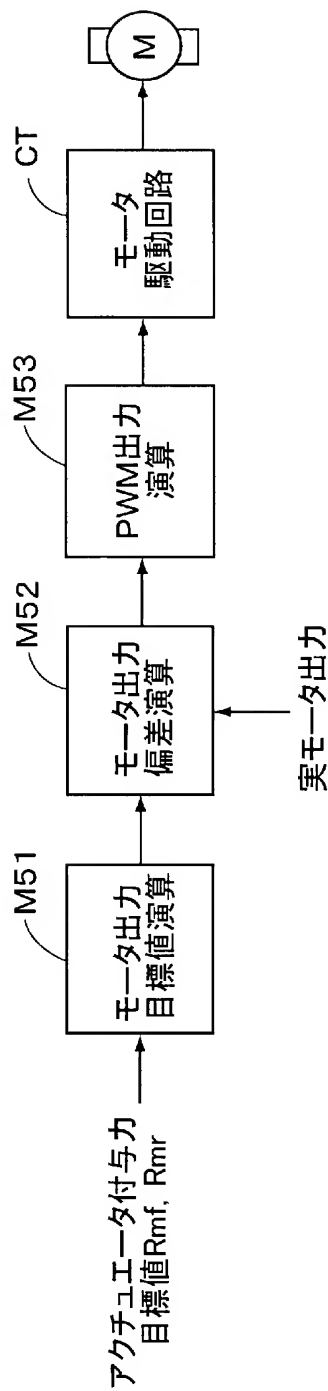 アクチュエータ付与力
目標値Rmf, Rmr
M51
モータ出力
目標値演算
M52
モータ出力
偏差演算
実モータ出力
M53
PWM出力
演算
CT
モータ
駆動回路
M